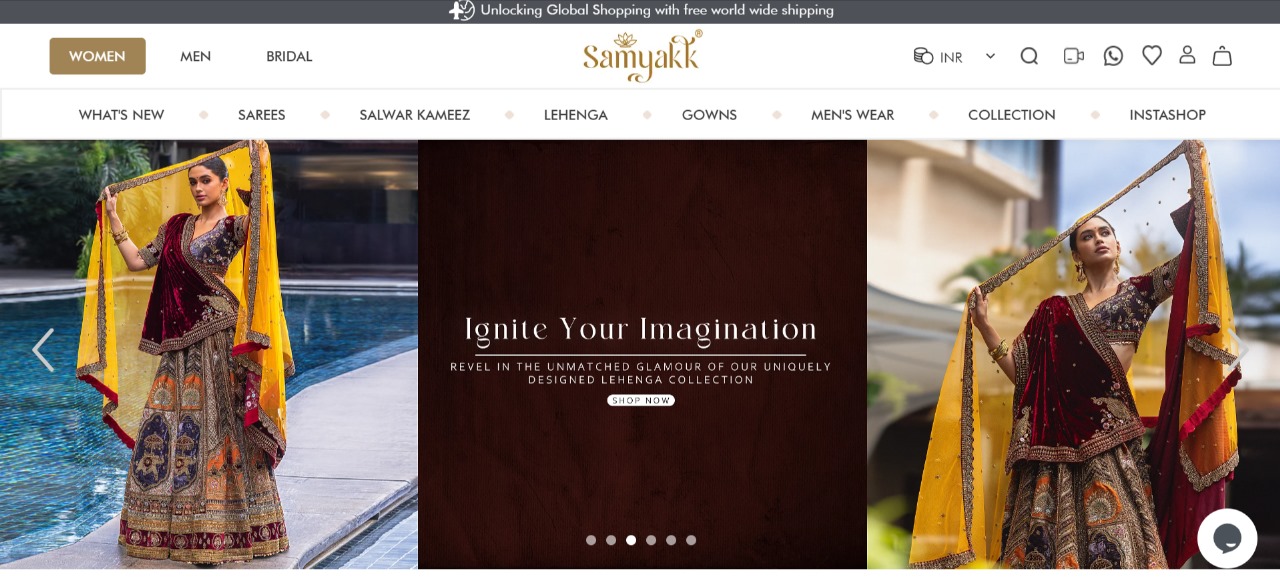 Unlocking Global Shopping with free world wide shipping
WOMEN MEN BRIDAL Samyakk® INR
WHAT'S NEW SAREES SALWAR KAMEEZ LEHENGA GOWNS MEN'S WEAR COLLECTION INSTASHOP
Ignite Your Imagination
REVEL IN THE UNMATCHED GLAMOUR OF OUR UNIQUELY
DESIGNED LEHENGA COLLECTION
SHOP NOW